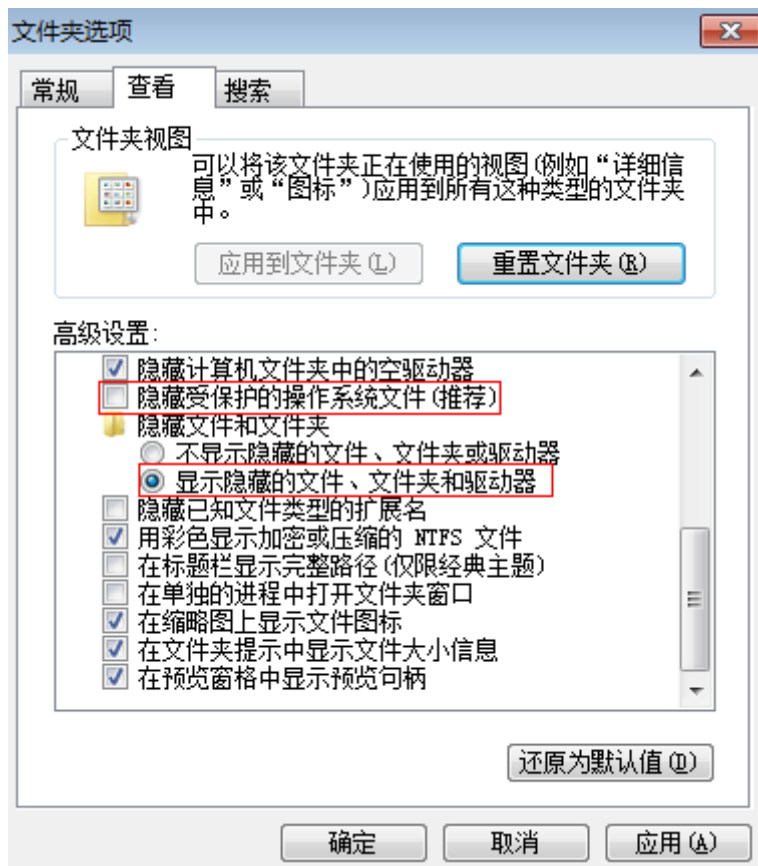 文件夹选项
常规
查看
搜索
文件夹视图
可以将该文件夹正在使用的视图(例如“详细信
息”或“图标”)应用到所有这种类型的文件夹
中。
应用到文件夹(L)
重置文件夹(R)
高级设置:
隐藏计算机文件夹中的空驱动器
隐藏受保护的操作系统文件(推荐)
隐藏文件和文件夹
不显示隐藏的文件、文件夹或驱动器
显示隐藏的文件、文件夹和驱动器
隐藏已知文件类型的扩展名
用彩色显示加密或压缩的 NTFS 文件
在标题栏显示完整路径(仅限经典主题)
在单独的进程中打开文件夹窗口
在缩略图上显示文件图标
在文件夹提示中显示文件大小信息
在预览窗格中显示预览句柄
还原为默认值(D)
确定
取消
应用(A)